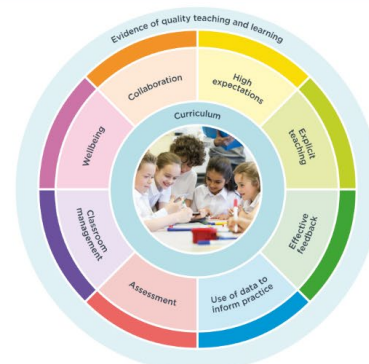 Evidence of quality teaching and learning
Curriculum
High
expectations
Explicit
teaching
Effective
feedback
Use of data to
inform practice
Assessment
Classroom
management
Wellbeing
Collaboration